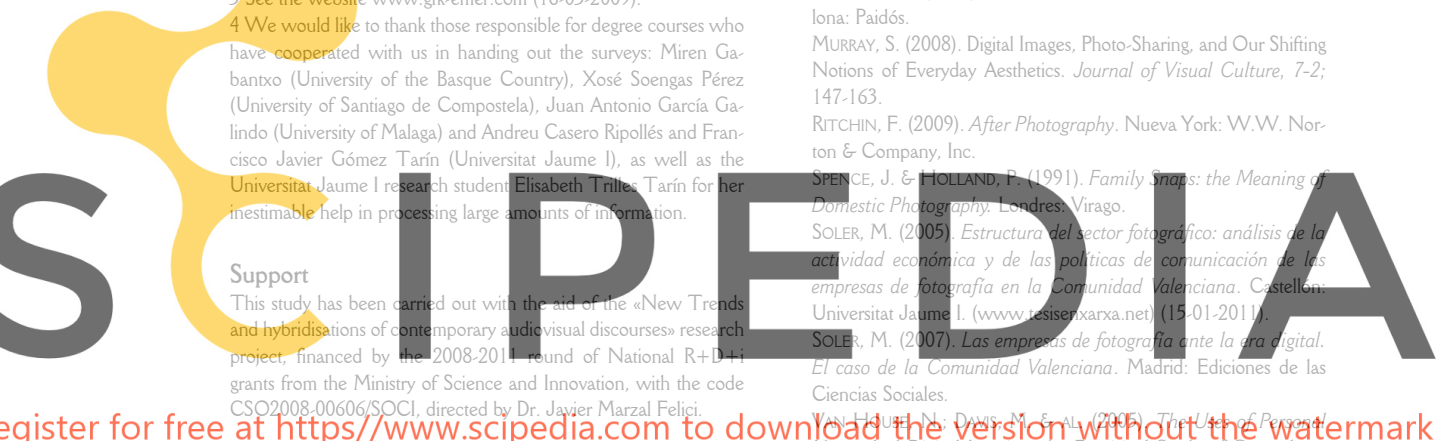 4 We would like to thank those responsible for degree courses who
have cooperated with us in handing out the surveys: Miren Ga-
bantxo (University of the Basque Country), Xosé Soengas Pérez
(University of Santiago de Compostela), Juan Antonio García Ga-
lindo (University of Malaga) and Andreu Casero Ripollés and Fran-
cisco Javier Gómez Tarín (Universitat Jaume I), as well as the
Universitat Jaume I research student Elisabeth Trilles Tarín for her
inestimable help in processing large amounts of information.
Support
This study has been carried out with the aid of the «New Trends
and hybridisations of contemporary audiovisual discourses» research
project, financed by the 2008-2011 round of National R+D+i
grants from the Ministry of Science and Innovation, with the code
CSO2008-00606/SOCI, directed by Dr. Javier Marzal Felici.
lona: Paidós.
MURRAY, S. (2008). Digital Images, Photo-Sharing, and Our Shifting
Notions of Everyday Aesthetics. Journal of Visual Culture, 7-2;
147-163.
RITCHIN, F. (2009). After Photography. Nueva York: W.W. Nor-
ton & Company, Inc.
SPENCE, J. & HOLLAND, P. (1991). Family Snaps: the Meaning of
Domestic Photography. Londres: Virago.
SOLER, M. (2005). Estructura del sector fotográfico: análisis de la
actividad económica y de las políticas de comunicación de las
empresas de fotografía en la Comunidad Valenciana. Castellón:
Universitat Jaume I. (www.tesisenxarxa.net) (15-01-2011).
SOLER, M. (2007). Las empresas de fotografía ante la era digital.
El caso de la Comunidad Valenciana. Madrid: Ediciones de las
Ciencias Sociales.
VAN HOUSE, N.; DAVIS, M. & AL. (2005). The Uses of Personal
SCIPEDIA
egister for free at https//www.scipedia.com to download the version without the watermark